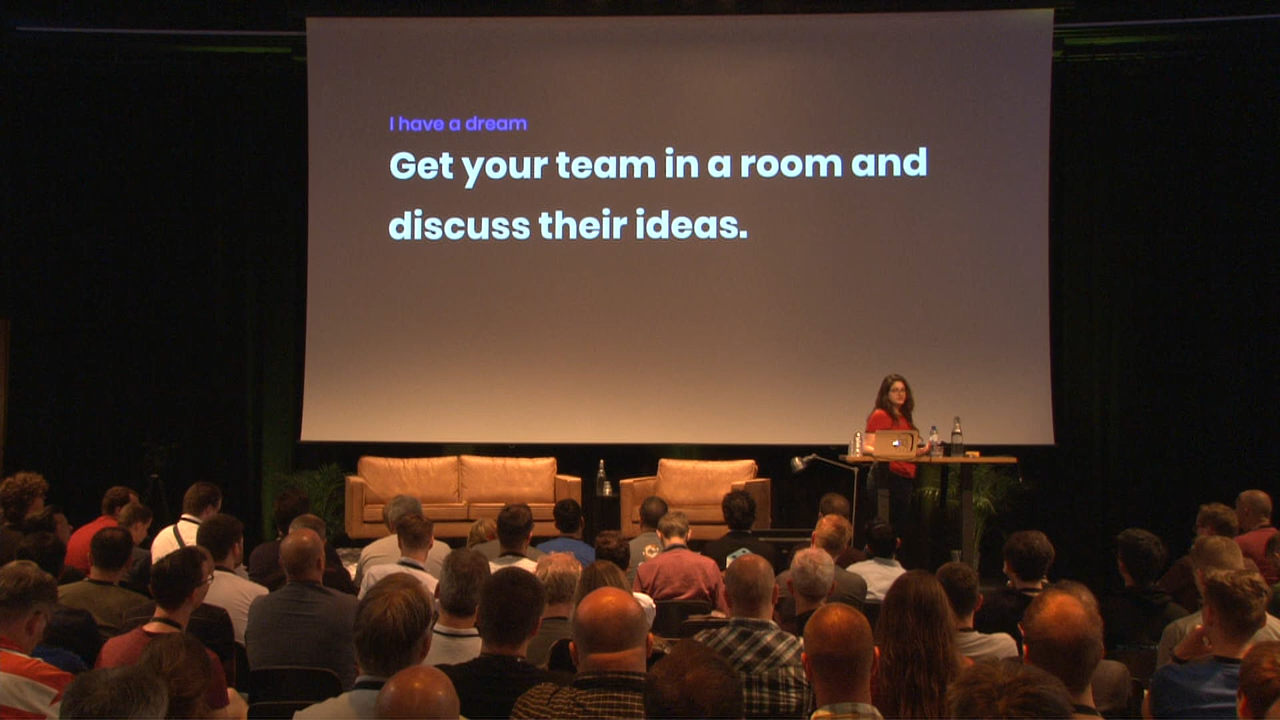 I have a dream
Get your team in a room and
discuss their ideas.